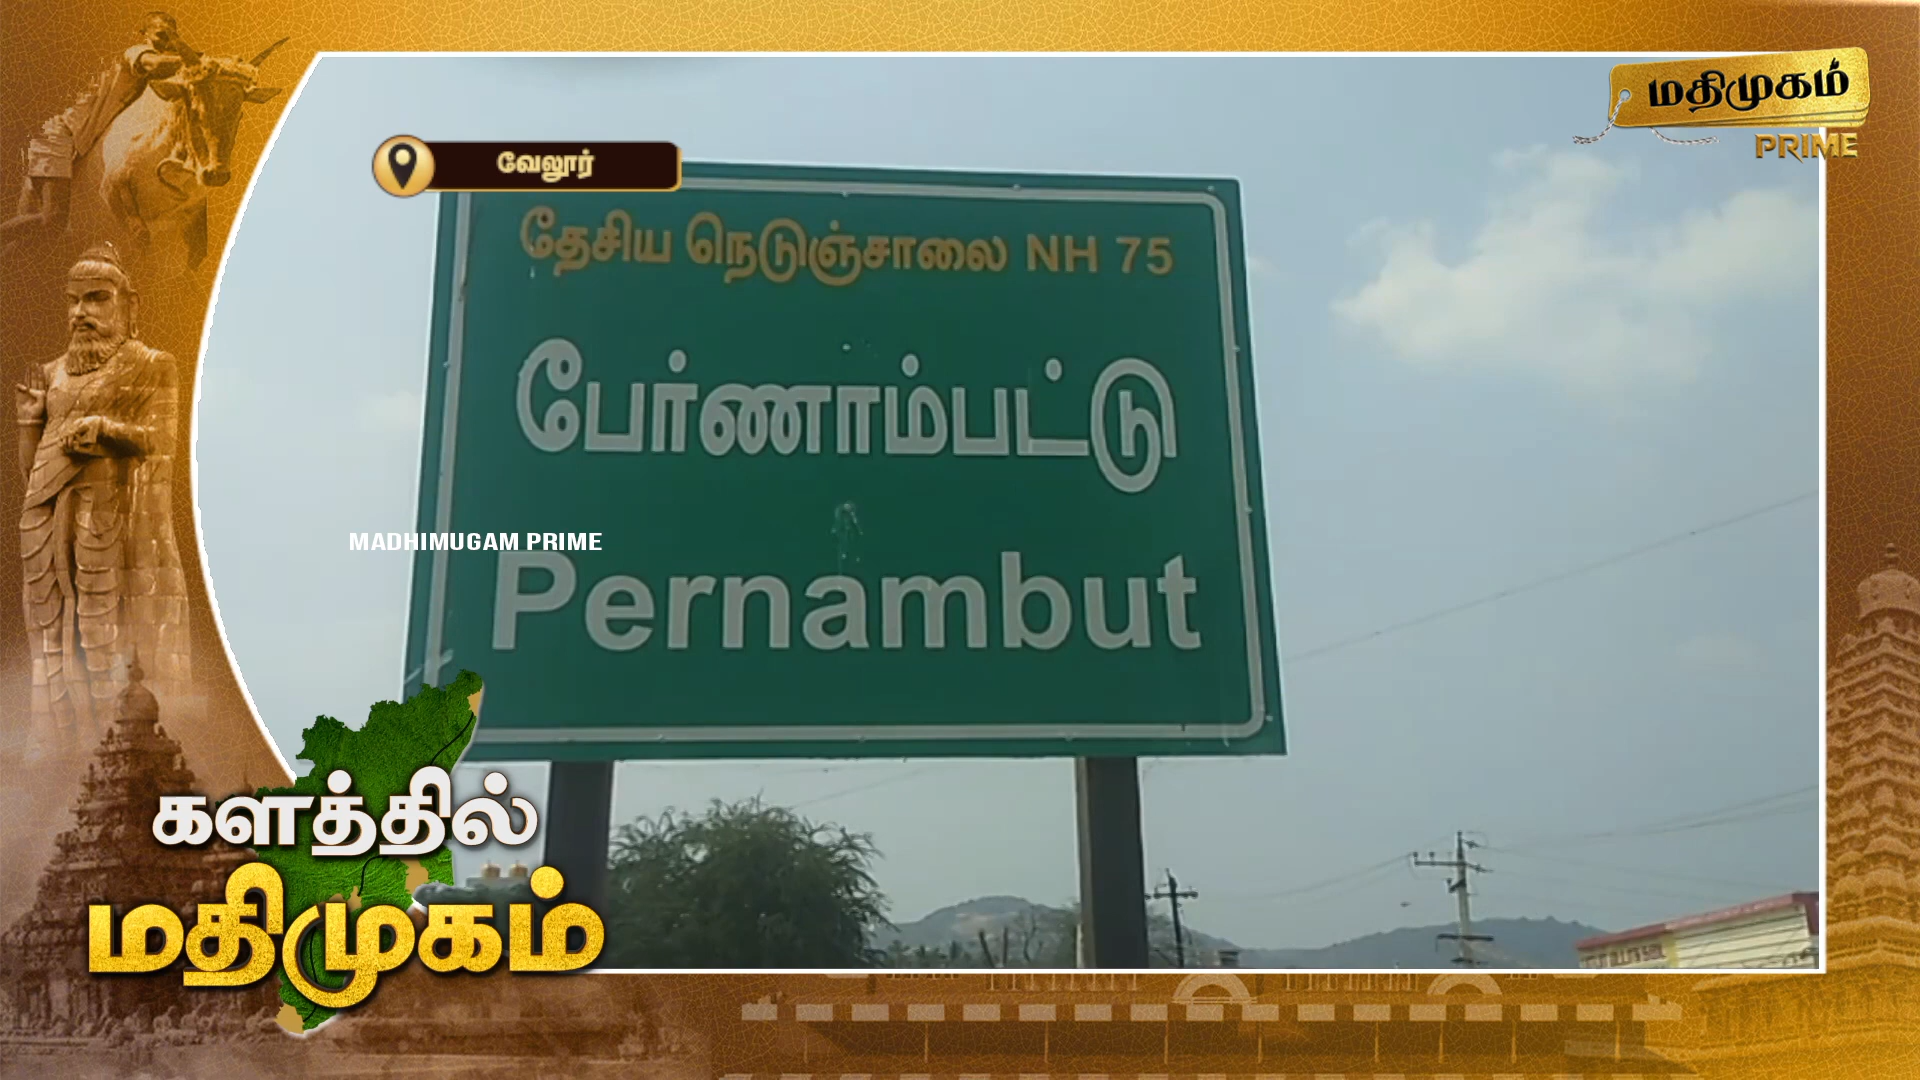 மதிமுகம்
PRIME
வேலூர்
தேசிய நெடுஞ்சாலை NH 75
பேர்ணாம்பட்டு
MADHIMUGAM PRIME
Pernambut
களத்தில்
மதிமுகம்